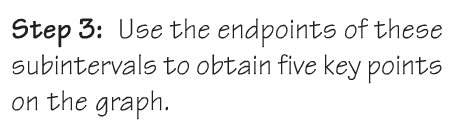 Step 3: Use the endpoints of these
subintervals to obtain five key points
on the graph.